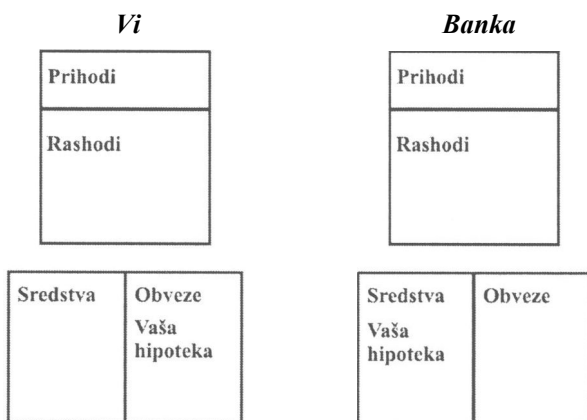 Vi
Prihodi
Rashodi
Sredstva
Obveze
Vaša
hipoteka
Banka
Prihodi
Rashodi
Sredstva
Vaša
hipoteka
Obveze